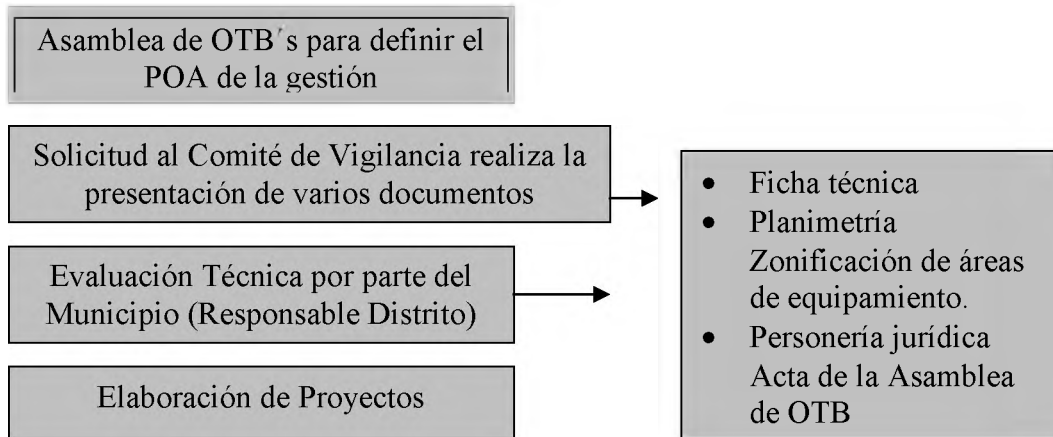 Asamblea de OTB´s para definir el
POA de la gestión
Solicitud al Comité de Vigilancia realiza la
presentación de varios documentos
Evaluación Técnica por parte del
Municipio (Responsable Distrito)
Elaboración de Proyectos
• Ficha técnica
• Planimetría
Zonificación de áreas
de equipamiento.
• Personería jurídica
Acta de la Asamblea
de OTB